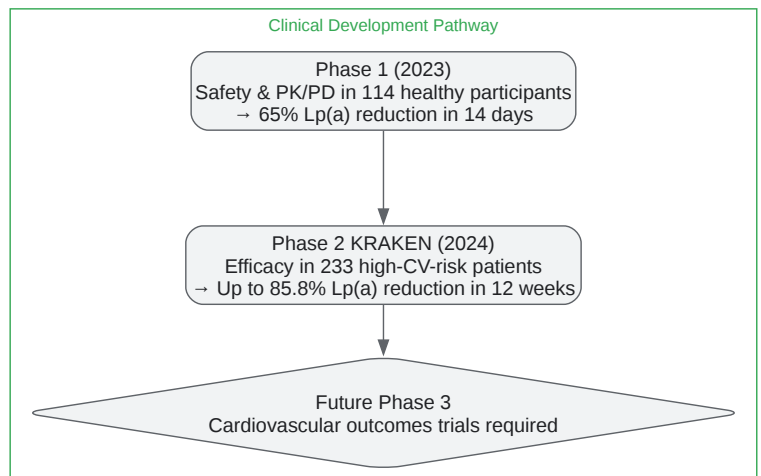 Clinical Development Pathway
Phase 1 (2023)
Safety & PK/PD in 114 healthy participants
→ 65% Lp(a) reduction in 14 days
Phase 2 KRAKEN (2024)
Efficacy in 233 high-CV-risk patients
→ Up to 85.8% Lp(a) reduction in 12 weeks
Future Phase 3
Cardiovascular outcomes trials required